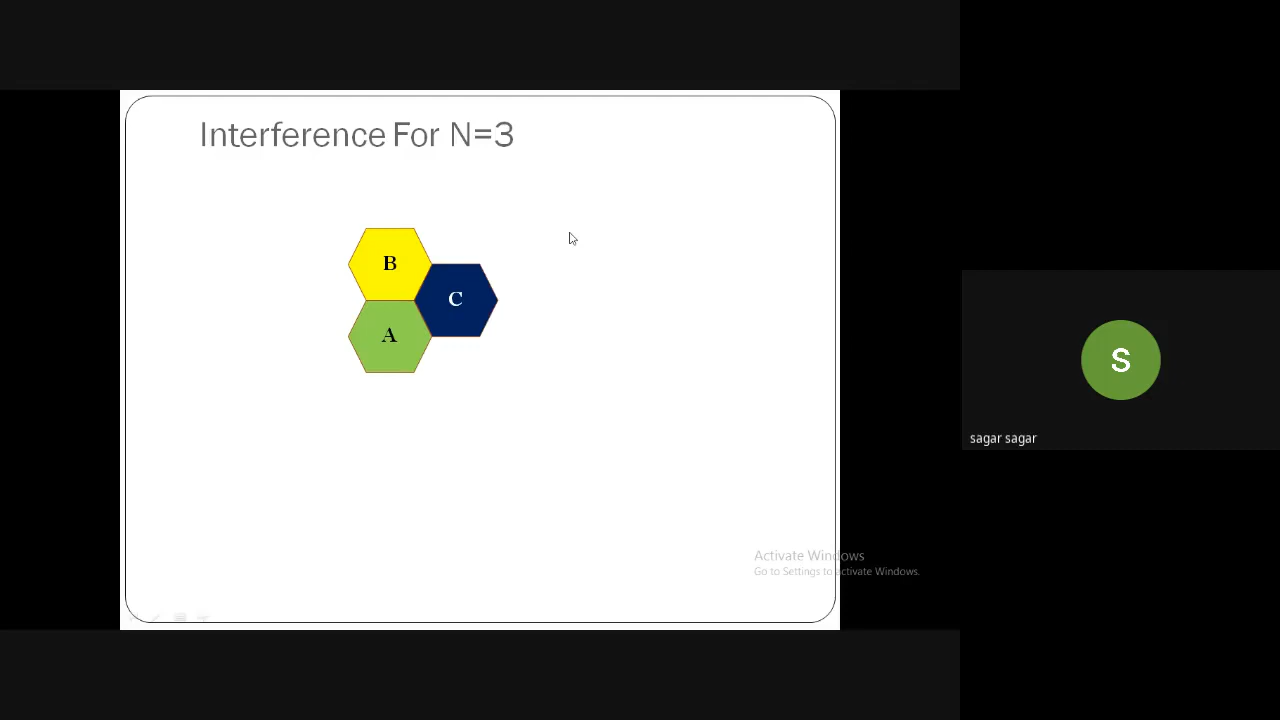 Interference For N=3
B
C
A
S
sagar sagar
Activate Windows
Go to Settings to activate Windows.